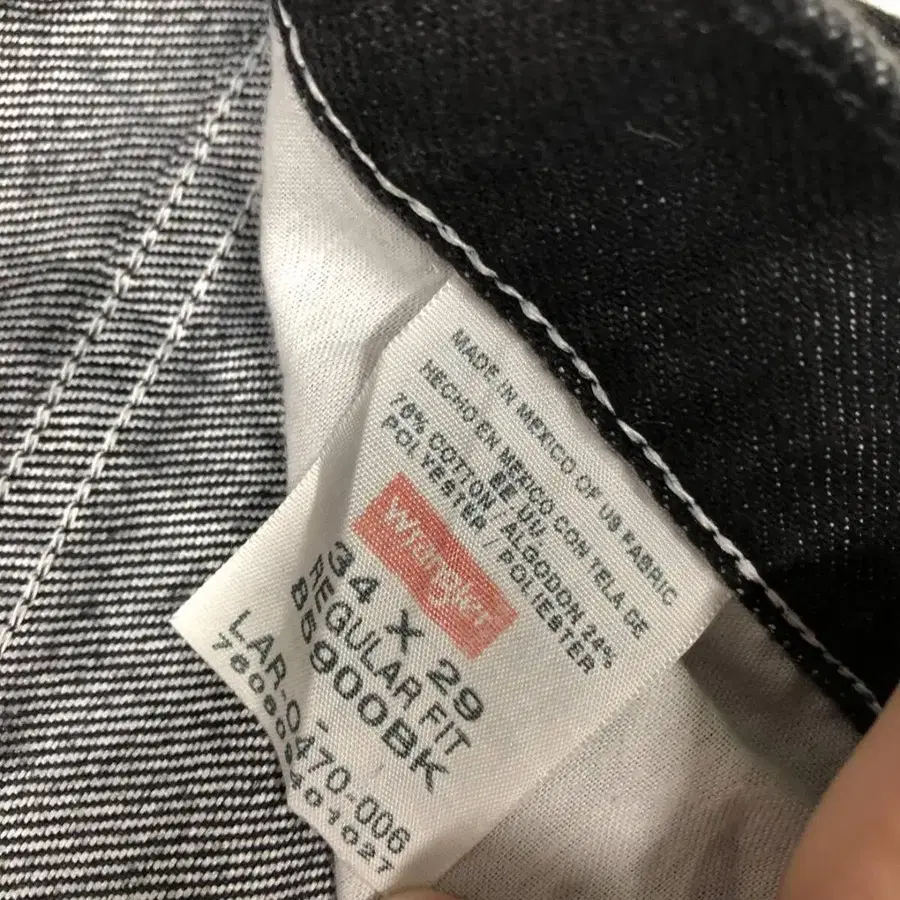 MADE IN MEXICO OF US FABRIC
HECHO EN MEXICO CON TELA DE
EE.UU.
76% COTTON / ALGODON 24%
POLYESTER / POLIESTER
Wrangler
34 X 29
REGULAR FIT
85900BK
-
LAR-0470-006